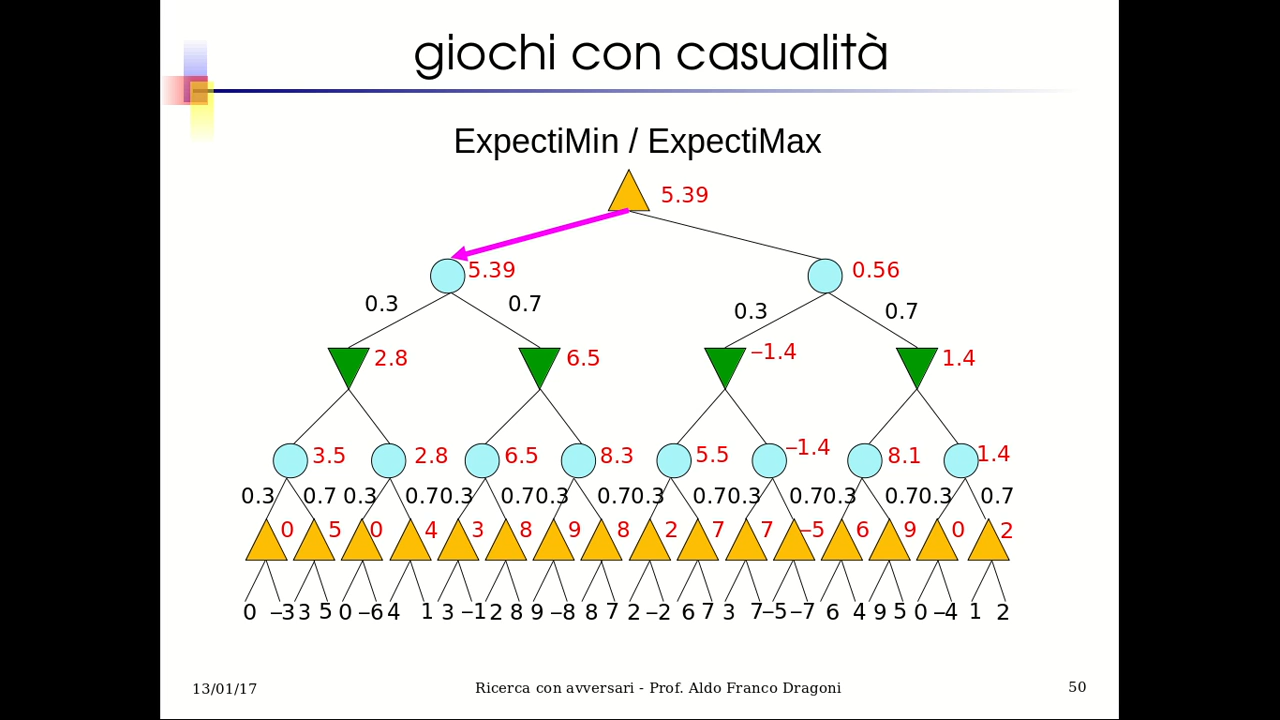 giochi con casualità
ExpectiMin / ExpectiMax
5.39
5.39 0.56
0.3 0.7 0.3 0.7
2.8 6.5 –1.4 1.4
3.5 2.8 6.5 8.3 5.5 –1.4 8.1 1.4
0.3 0.7 0.3 0.7 0.3 0.7 0.3 0.7 0.3 0.7 0.3 0.7 0.3 0.7 0.3 0.7
0 5 0 4 3 8 9 8 2 7 7 –5 6 9 0 2
0 –3 3 5 0 –6 4 1 3 –1 2 8 9 –8 8 7 2 –2 6 7 3 7 –5 –7 6 4 9 5 0 –4 1 2
13/01/17 Ricerca con avversari - Prof. Aldo Franco Dragoni 50